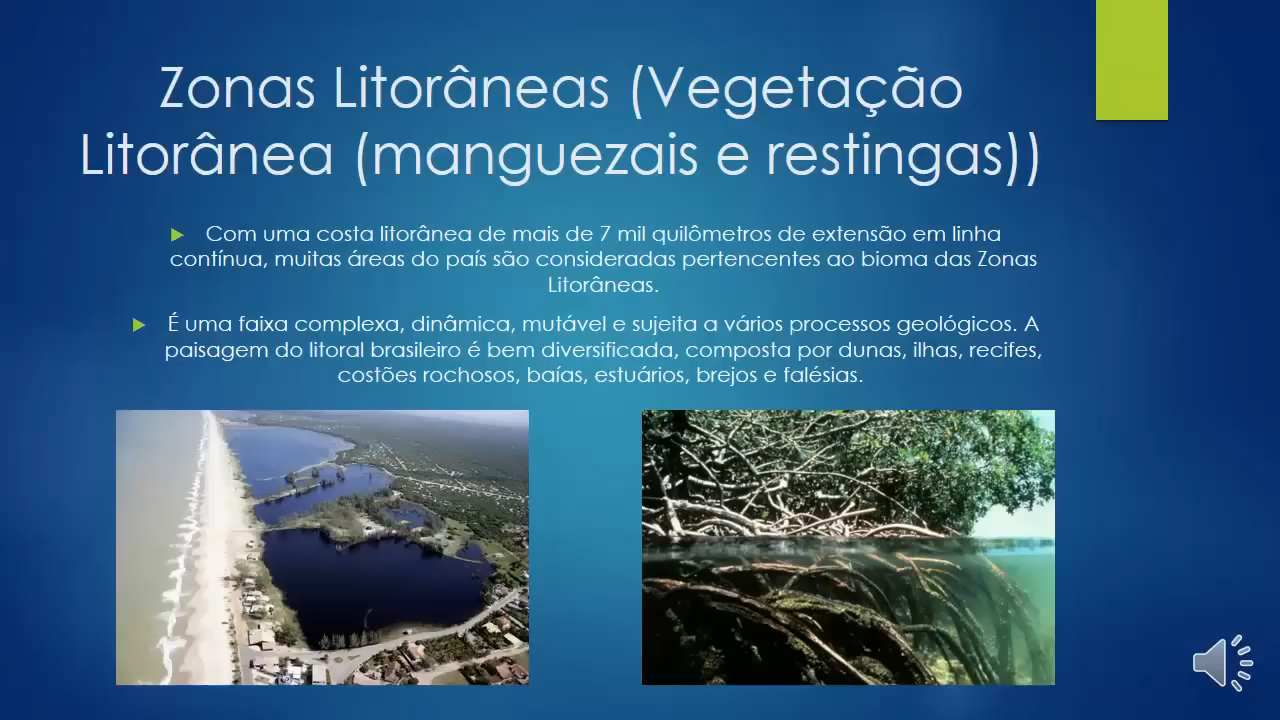 Zonas Litorâneas (Vegetação
Litorânea (manguezais e restingas))
Com uma costa litorânea de mais de 7 mil quilômetros de extensão em linha
contínua, muitas áreas do país são consideradas pertencentes ao bioma das Zonas
Litorâneas.
É uma faixa complexa, dinâmica, mutável e sujeita a vários processos geológicos. A
paisagem do litoral brasileiro é bem diversificada, composta por dunas, ilhas, recifes,
costões rochosos, baías, estuários, brejos e falésias.